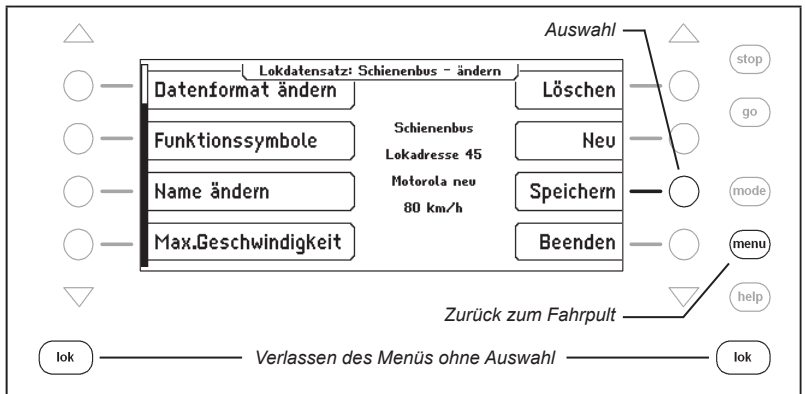 Auswahl
stop
Lokdatensatz: Schienenbus - ändern
Datenformat ändern
Löschen
go
Funktionssymbole
Schienenbus
Neu
Lokadresse 45
Name ändern
Motorola neu
Speichern
mode
80 km/h
Max.Geschwindigkeit
Beenden
menu
help
Zurück zum Fahrpult
lok
Verlassen des Menüs ohne Auswahl
lok